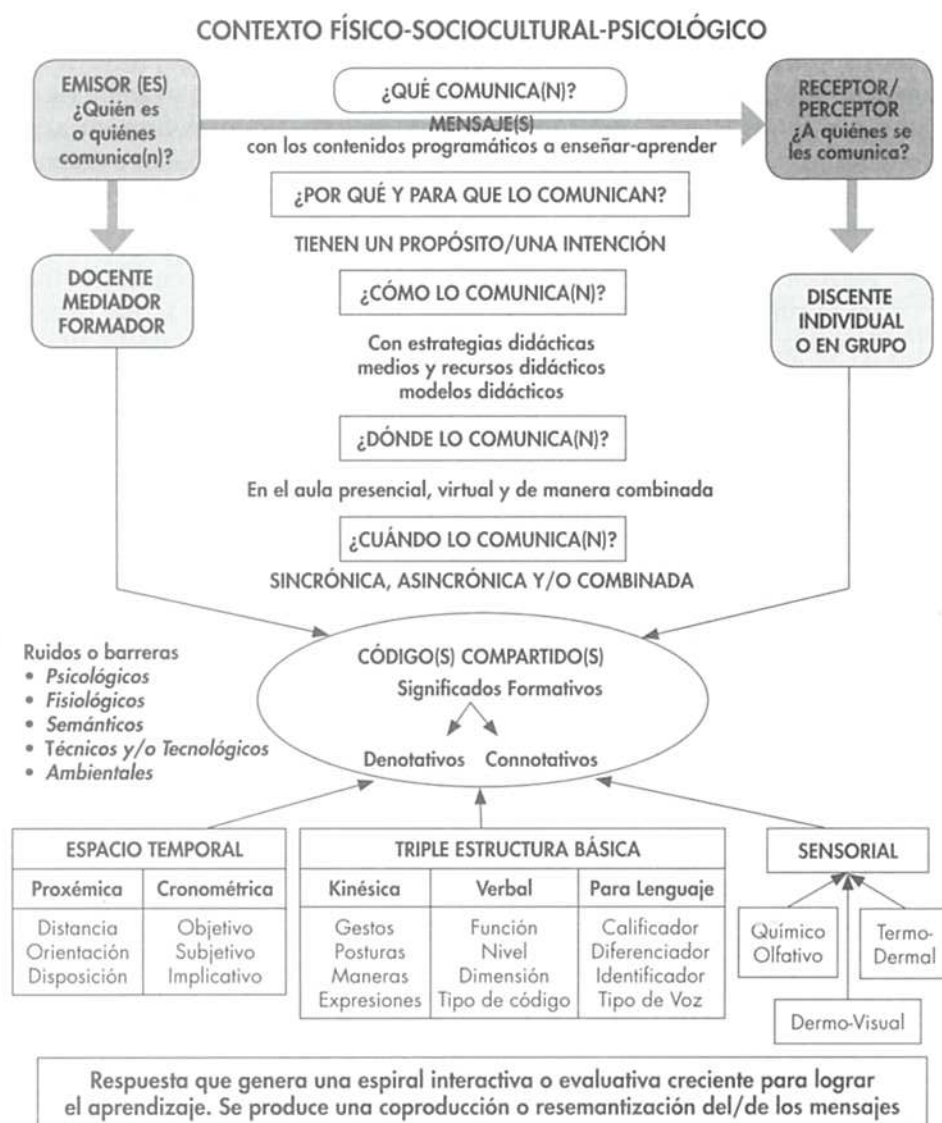 CONTEXTO FÍSICO-SOCIOCULTURAL-PSICOLÓGICO
EMISOR (ES)
¿Quién es
o quiénes
comunica(n)?
¿QUÉ COMUNICA(N)?
MENSAJE(S)
con los contenidos programáticos a enseñar-aprender
RECEPTOR/
PERCEPTOR
¿A quiénes se
les comunica?
¿POR QUÉ Y PARA QUE LO COMUNICAN?
TIENEN UN PROPÓSITO/UNA INTENCIÓN
DOCENTE
MEDIADOR
FORMADOR
¿CÓMO LO COMUNICA(N)?
Con estrategias didácticas
medios y recursos didácticos
modelos didácticos
DISCENTE
INDIVIDUAL
O EN GRUPO
¿DÓNDE LO COMUNICA(N)?
En el aula presencial, virtual y de manera combinada
¿CUÁNDO LO COMUNICA(N)?
SINCRÓNICA, ASINCRÓNICA Y/O COMBINADA
Ruidos o barreras
• Psicológicos
• Fisiológicos
• Semánticos
• Técnicos y/o Tecnológicos
• Ambientales
CÓDIGO(S) COMPARTIDO(S)
Significados Formativos
Denotativos Connotativos
ESPACIO TEMPORAL
Proxémica Cronométrica
Distancia Objetivo
Orientación Subjetivo
Disposición Implicativo
TRIPLE ESTRUCTURA BÁSICA
Kinésica Verbal Para Lenguaje
Gestos Función Calificador
Posturas Nivel Diferenciador
Maneras Dimensión Identificador
Expresiones Tipo de código Tipo de Voz
SENSORIAL
Químico
Olfativo
Termo-
Dermal
Dermo-Visual
Respuesta que genera una espiral interactiva o evaluativa creciente para lograr
el aprendizaje. Se produce una coproducción o resemantización del/de los mensajes